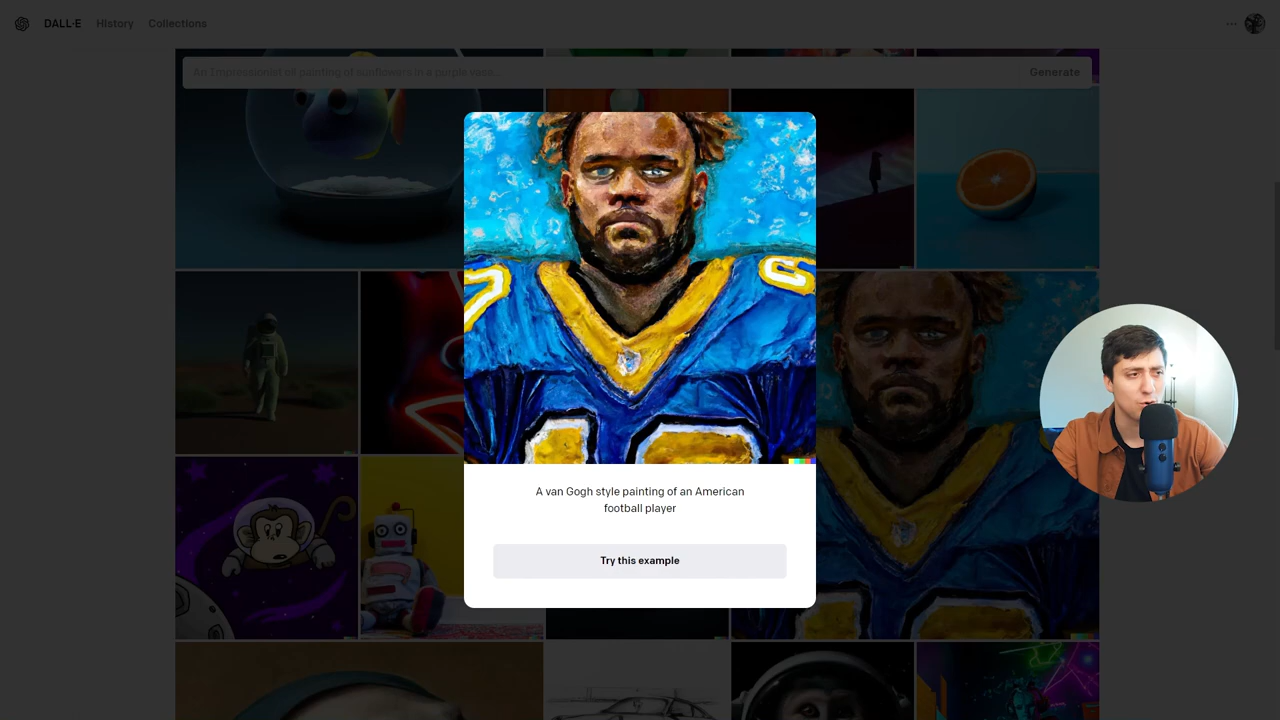 DALL·E History Collections
An Impressionist oil painting of sunflowers in a purple vase...
Generate
A van Gogh style painting of an American
football player
Try this example